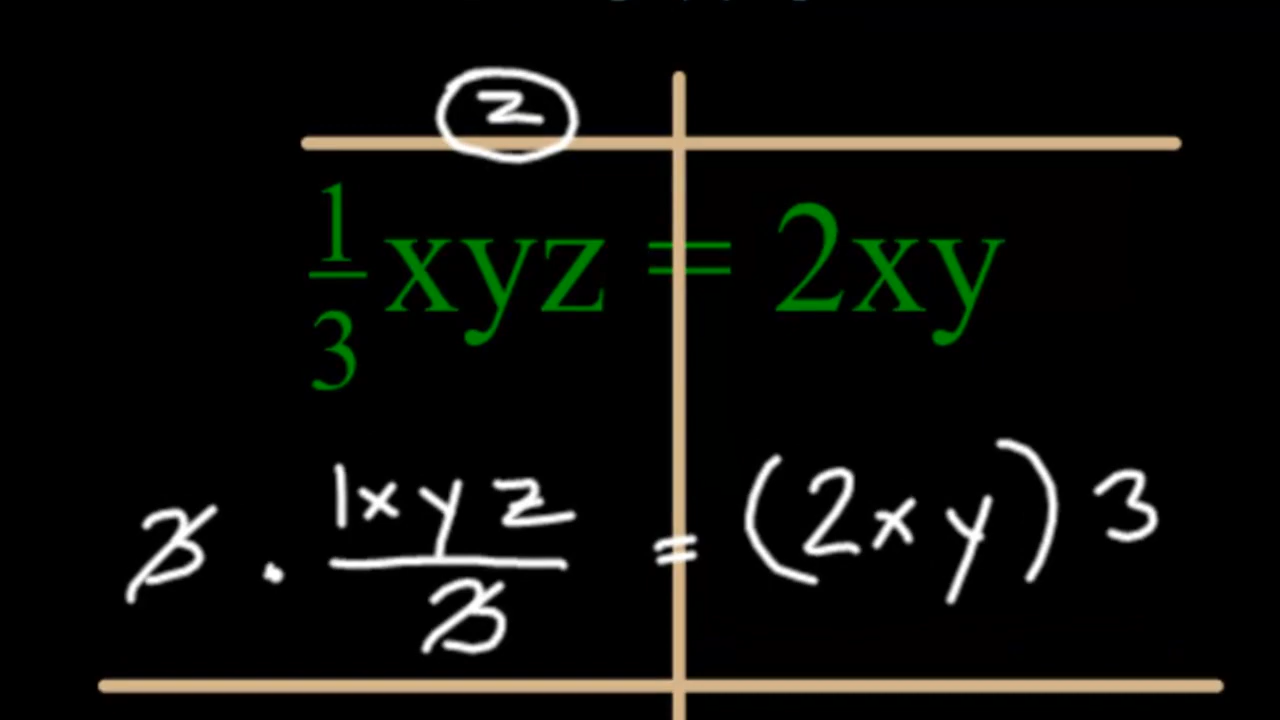 z
1/3 xyz = 2xy
3 · 1xyz/3 = (2xy)3